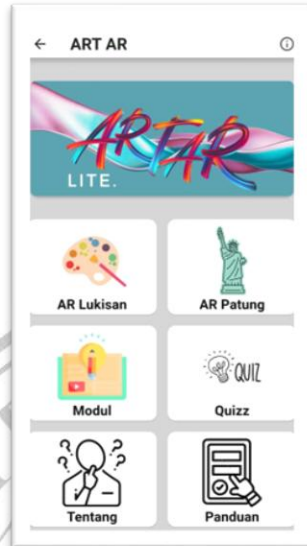 ART AR
ARTAR
LITE.
AR Lukisan
AR Patung
Modul
QUIZ
Quizz
Tentang
Panduan